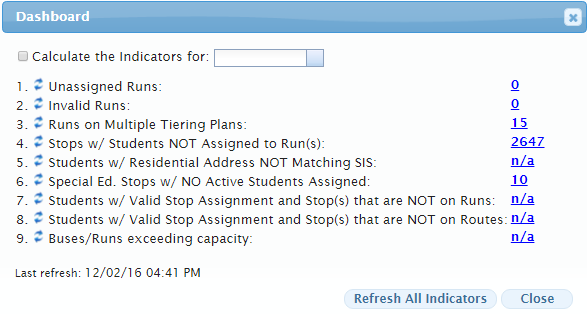 Dashboard
Calculate the Indicators for:
1. Unassigned Runs: 0
2. Invalid Runs: 0
3. Runs on Multiple Tiering Plans: 15
4. Stops w/ Students NOT Assigned to Run(s): 2647
5. Students w/ Residential Address NOT Matching SIS: n/a
6. Special Ed. Stops w/ NO Active Students Assigned: 10
7. Students w/ Valid Stop Assignment and Stop(s) that are NOT on Runs: n/a
8. Students w/ Valid Stop Assignment and Stop(s) that are NOT on Routes: n/a
9. Buses/Runs exceeding capacity: n/a
Last refresh: 12/02/16 04:41 PM
Refresh All Indicators Close